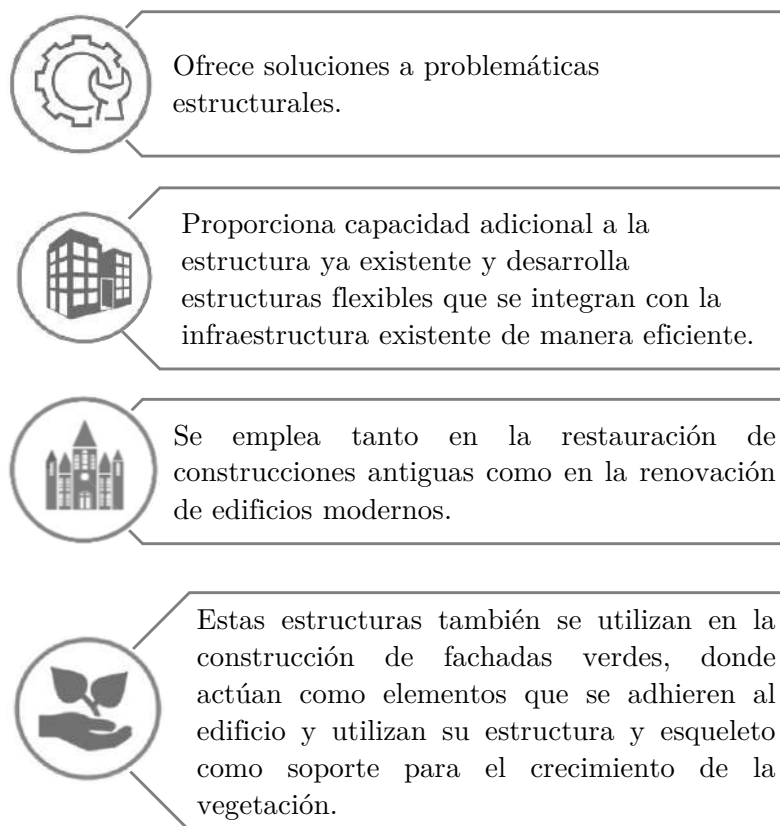 Ofrece soluciones a problemáticas
estructurales.
Proporciona capacidad adicional a la
estructura ya existente y desarrolla
estructuras flexibles que se integran con la
infraestructura existente de manera eficiente.
Se emplea tanto en la restauración de
construcciones antiguas como en la renovación
de edificios modernos.
Estas estructuras también se utilizan en la
construcción de fachadas verdes, donde
actúan como elementos que se adhieren al
edificio y utilizan su estructura y esqueleto
como soporte para el crecimiento de la
vegetación.